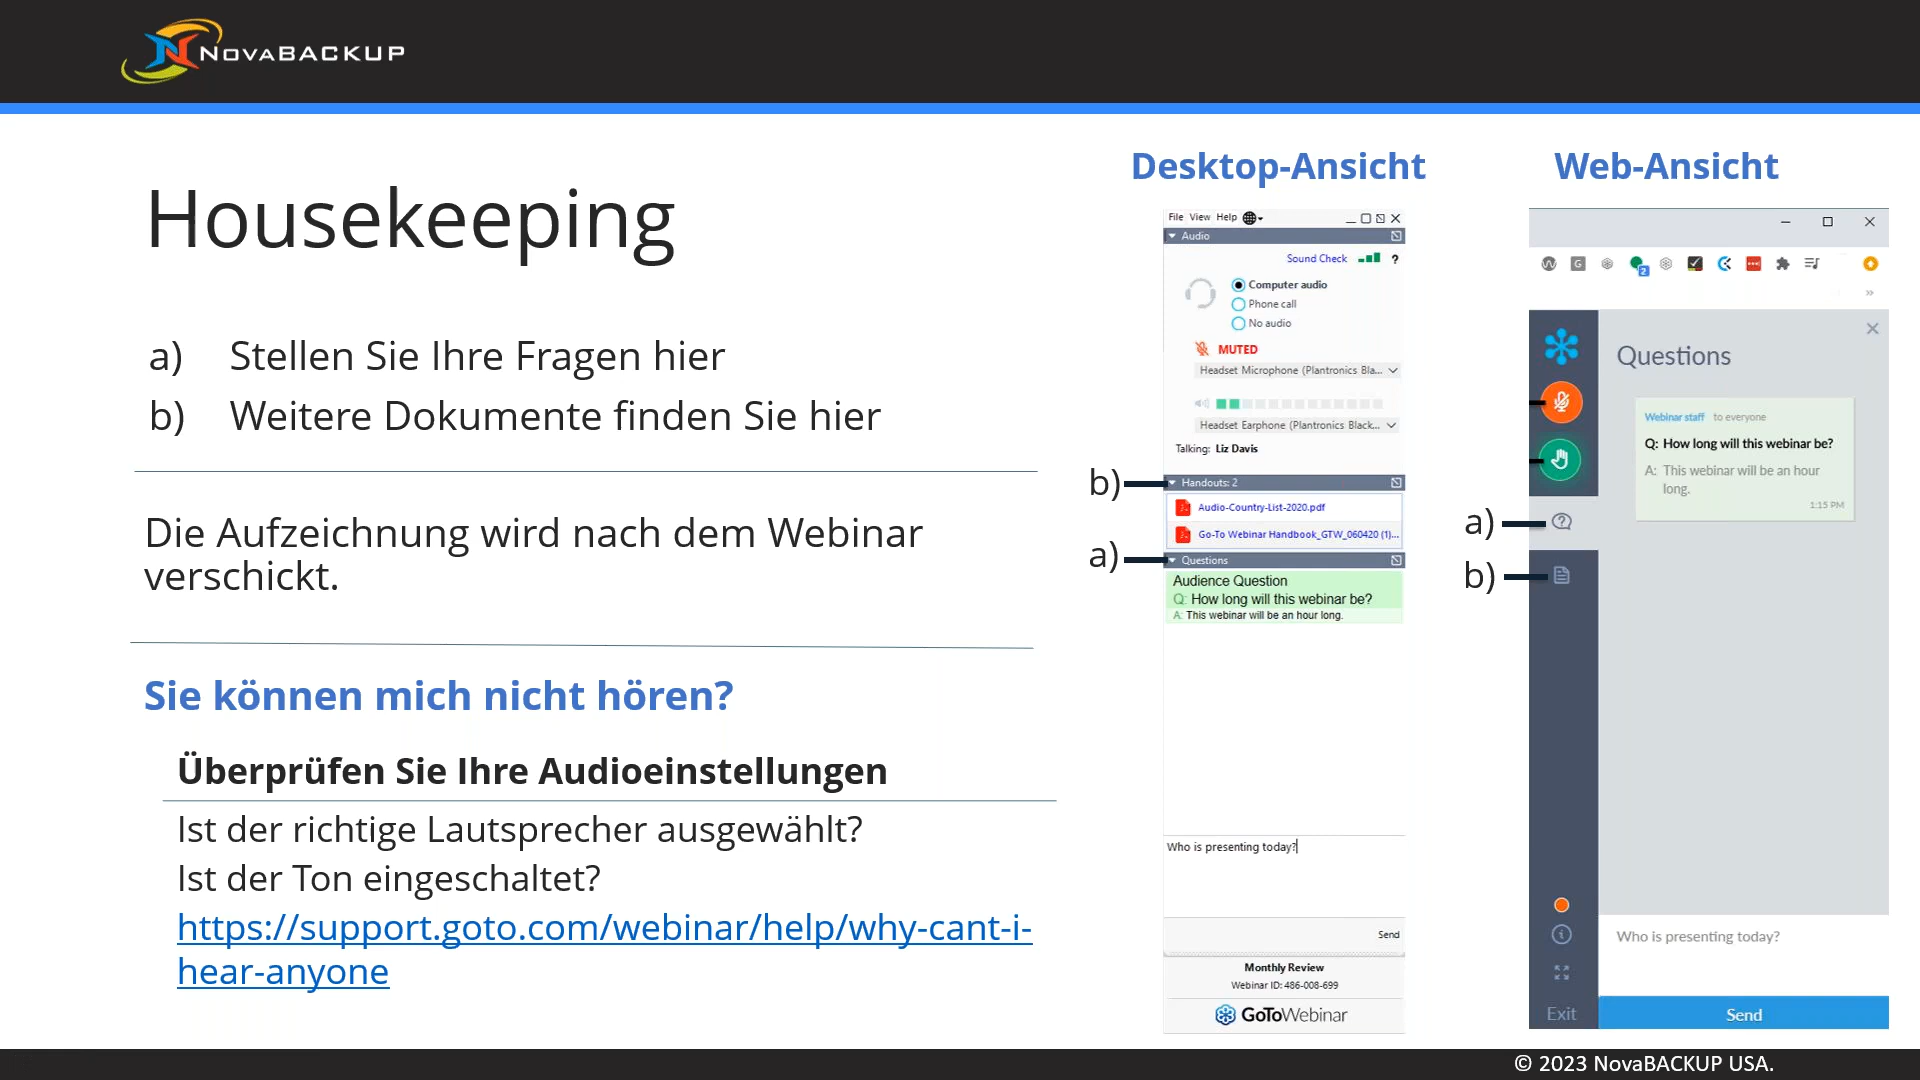 NovaBACKUP
Housekeeping
a) Stellen Sie Ihre Fragen hier
b) Weitere Dokumente finden Sie hier
Die Aufzeichnung wird nach dem Webinar
verschickt.
Sie können mich nicht hören?
Überprüfen Sie Ihre Audioeinstellungen
Ist der richtige Lautsprecher ausgewählt?
Ist der Ton eingeschaltet?
https://support.goto.com/webinar/help/why-cant-i-
hear-anyone
Desktop-Ansicht
File View Help
Audio
Sound Check ?
Computer audio
Phone call
No audio
MUTED
Headset Microphone (Plantronics Bla...
Headset Earphone (Plantronics Black...
Talking: Liz Davis
b)
Handouts: 2
Audio-Country-List-2020.pdf
Go-To Webinar Handbook_GTW_060420 (1)...
a)
Questions
Audience Question
Q: How long will this webinar be?
A: This webinar will be an hour long.
Who is presenting today?
Send
Monthly Review
Webinar ID: 486-008-699
GoToWebinar
Web-Ansicht
G
2
»
Questions
Webinar staff to everyone
Q: How long will this webinar be?
A: This webinar will be an hour
long.
1:15 PM
a)
b)
Who is presenting today?
Exit
Send
© 2023 NovaBACKUP USA.